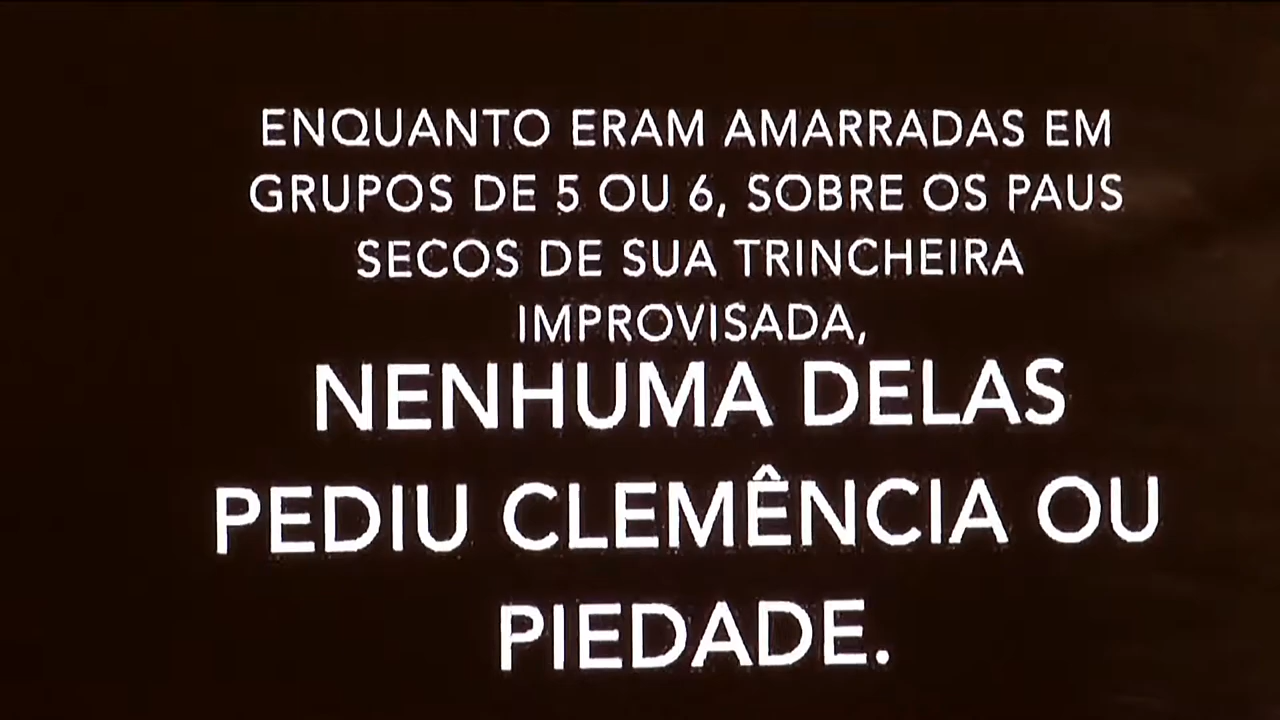 ENQUANTO ERAM AMARRADAS EM
GRUPOS DE 5 OU 6, SOBRE OS PAUS
SECOS DE SUA TRINCHEIRA
IMPROVISADA,
NENHUMA DELAS
PEDIU CLEMÊNCIA OU
PIEDADE.